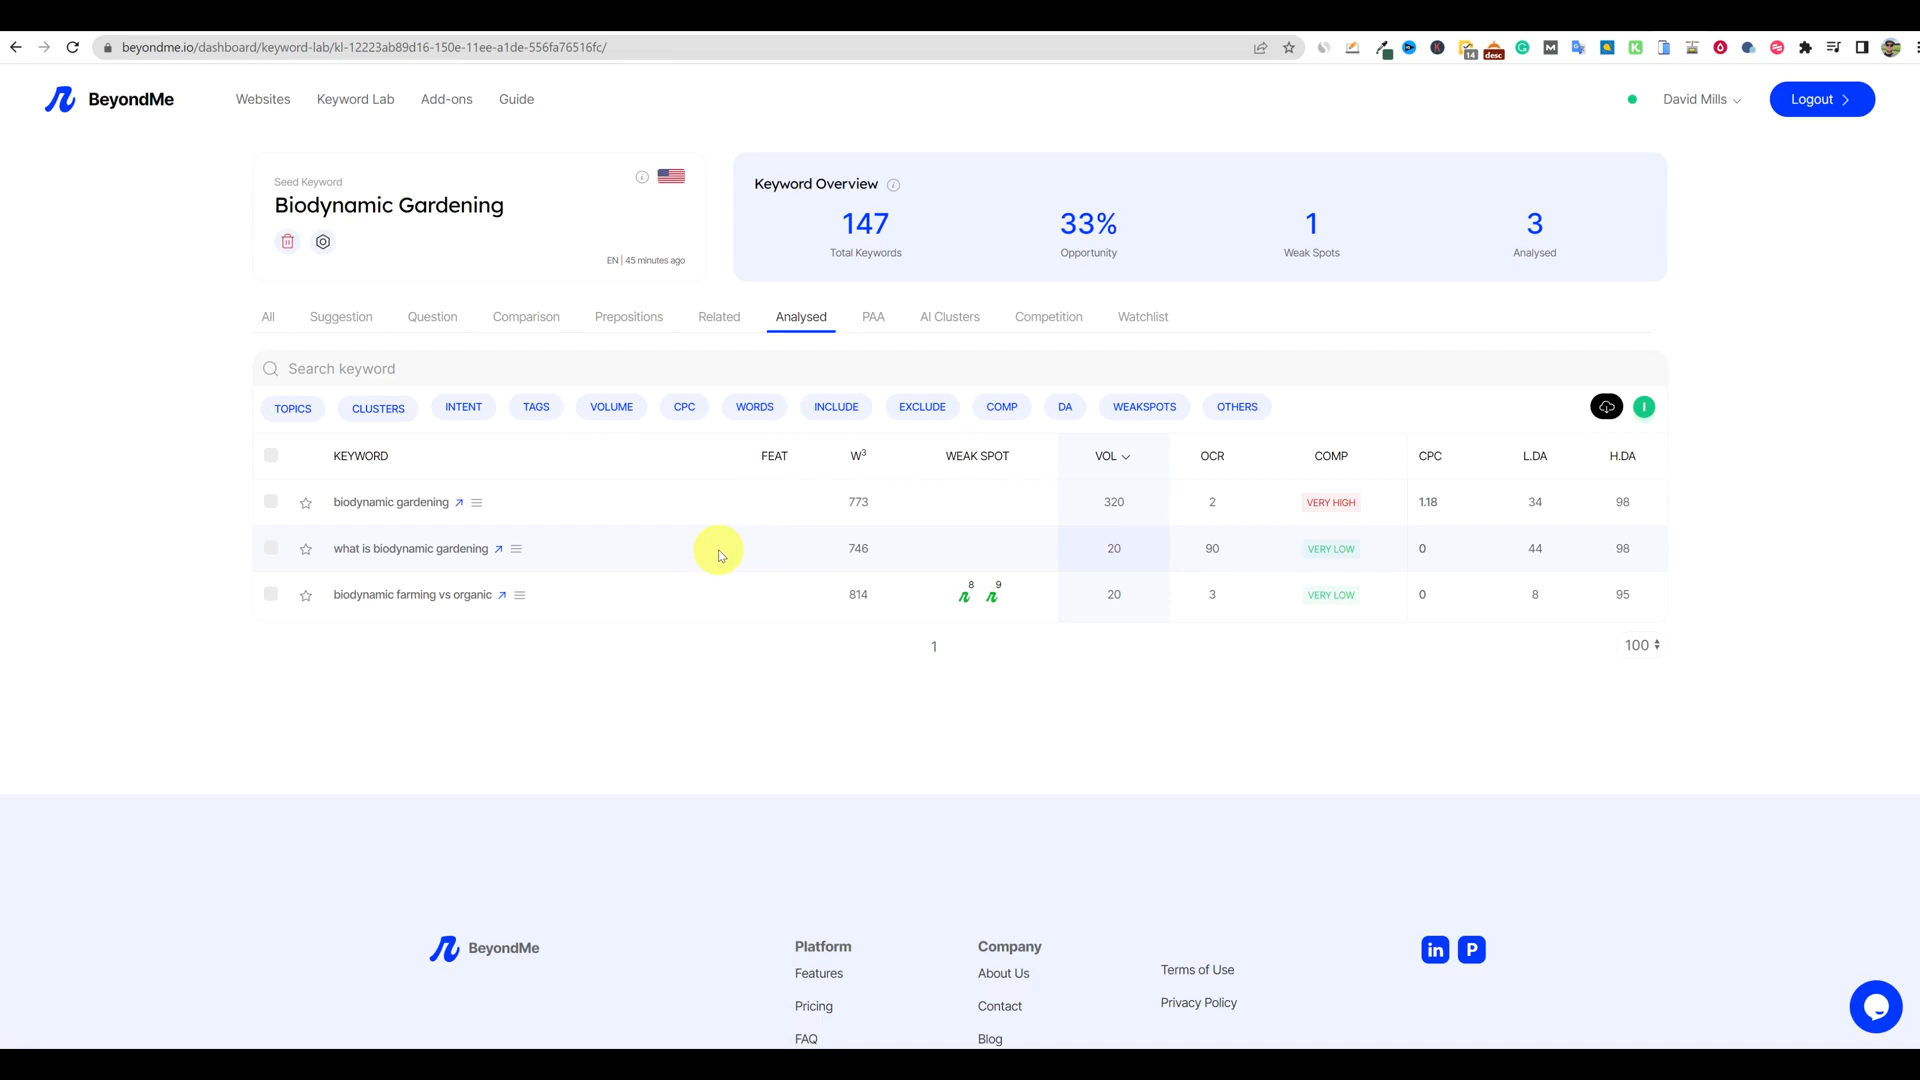 beyondme.io/dashboard/keyword-lab/kl-12223ab89d16-150e-11ee-a1de-556fa76516fc/
14
desc
BeyondMe
Websites
Keyword Lab
Add-ons
Guide
David Mills
Logout
Seed Keyword
Biodynamic Gardening
EN | 45 minutes ago
Keyword Overview
147
33%
1
3
Total Keywords
Opportunity
Weak Spots
Analysed
All
Suggestion
Question
Comparison
Prepositions
Related
Analysed
PAA
AI Clusters
Competition
Watchlist
Search keyword
TOPICS
CLUSTERS
INTENT
TAGS
VOLUME
CPC
WORDS
INCLUDE
EXCLUDE
COMP
DA
WEAKSPOTS
OTHERS
I
KEYWORD FEAT W3 WEAK SPOT VOL OCR COMP CPC L.DA H.DA
biodynamic gardening 773 320 2 VERY HIGH 1.18 34 98
what is biodynamic gardening 746 20 90 VERY LOW 0 44 98
biodynamic farming vs organic 814 8 9 20 3 VERY LOW 0 8 95
1
100
BeyondMe
Platform
Features
Pricing
FAQ
Company
About Us
Contact
Blog
Terms of Use
Privacy Policy
in
P